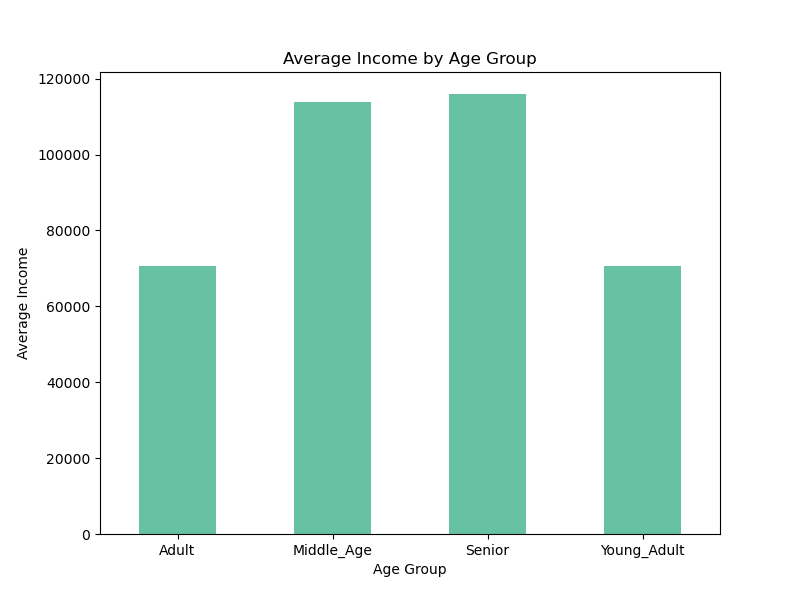 Average Income by Age Group
Average Income
120000
100000
80000
60000
40000
20000
0
Adult
Middle_Age
Senior
Young_Adult
Age Group